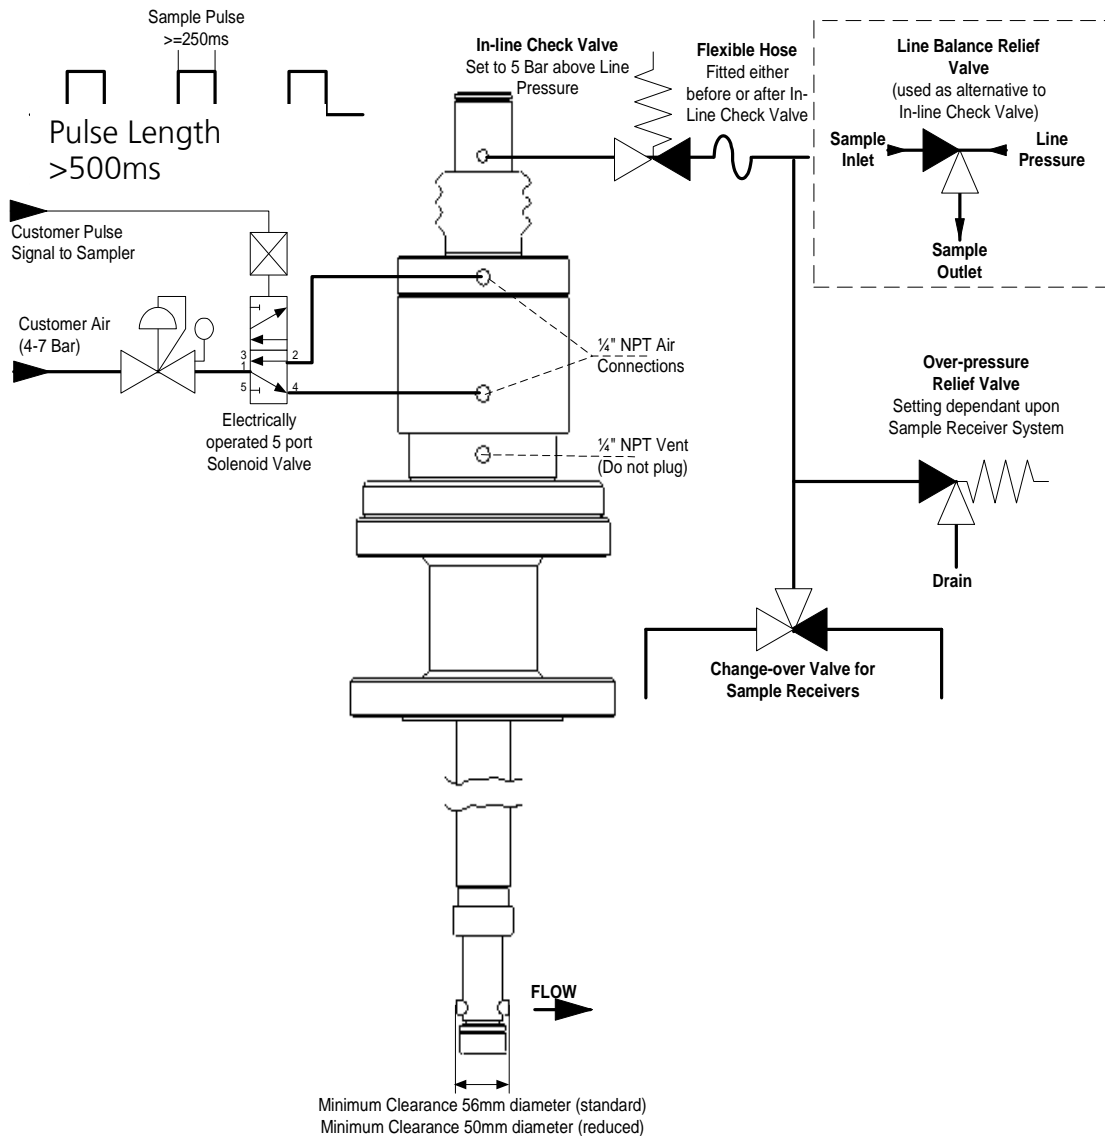 Sample Pulse
>=250ms
Pulse Length
>500ms
In-line Check Valve
Set to 5 Bar above Line
Pressure
Flexible Hose
Fitted either
before or after In-
Line Check Valve
Line Balance Relief
Valve
(used as alternative to
In-line Check Valve)
Sample
Inlet
Line
Pressure
Sample
Outlet
Customer Pulse
Signal to Sampler
Customer Air
(4-7 Bar)
3
2
1
5
4
Electrically
operated 5 port
Solenoid Valve
¼" NPT Air
Connections
¼" NPT Vent
(Do not plug)
Over-pressure
Relief Valve
Setting dependant upon
Sample Receiver System
Drain
Change-over Valve for
Sample Receivers
FLOW
Minimum Clearance 56mm diameter (standard)
Minimum Clearance 50mm diameter (reduced)